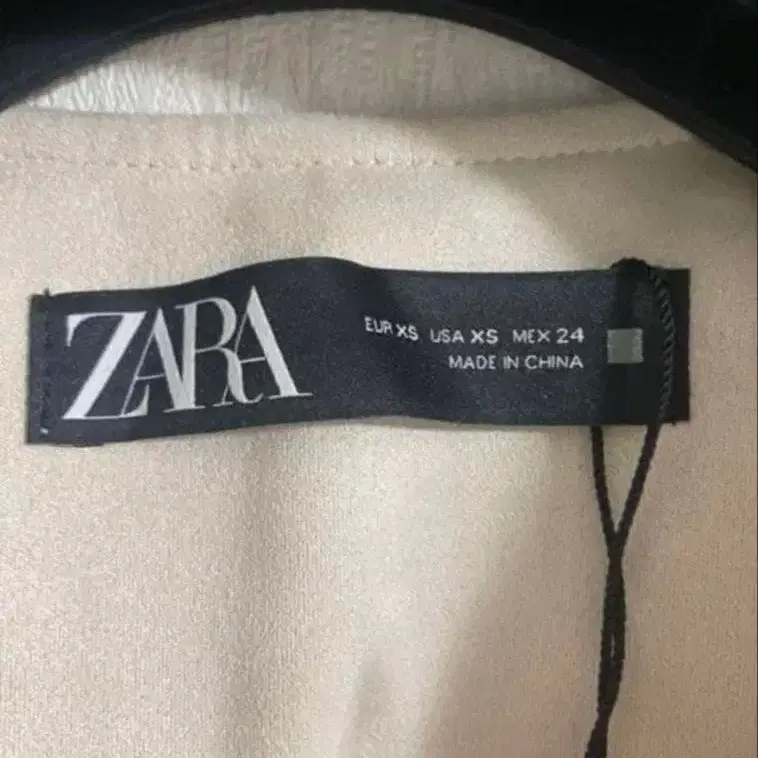 ZARA
EUR XS USA XS MEX 24
MADE IN CHINA